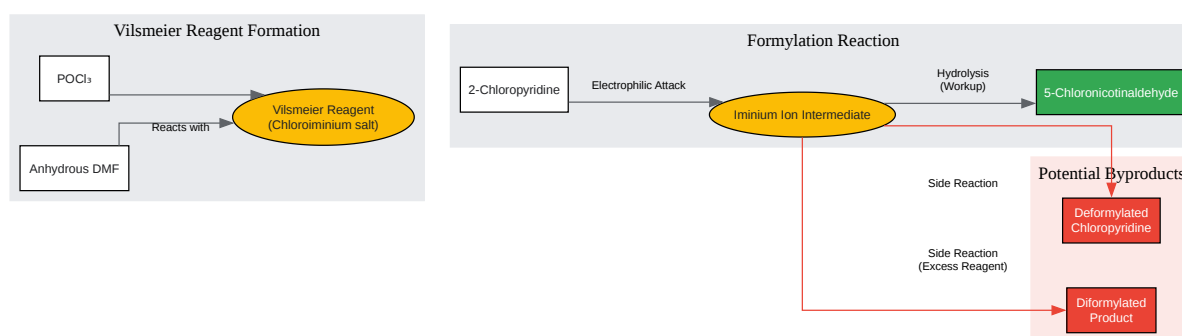 Vilsmeier Reagent Formation
POCl₃
Vilsmeier Reagent
(Chloroiminium salt)
Reacts with
Anhydrous DMF
Formylation Reaction
2-Chloropyridine
Electrophilic Attack
Iminium Ion Intermediate
Hydrolysis
(Workup)
5-Chloronicotinaldehyde
Side Reaction
Potential Byproducts
Deformylated
Chloropyridine
Side Reaction
(Excess Reagent)
Diformylated
Product